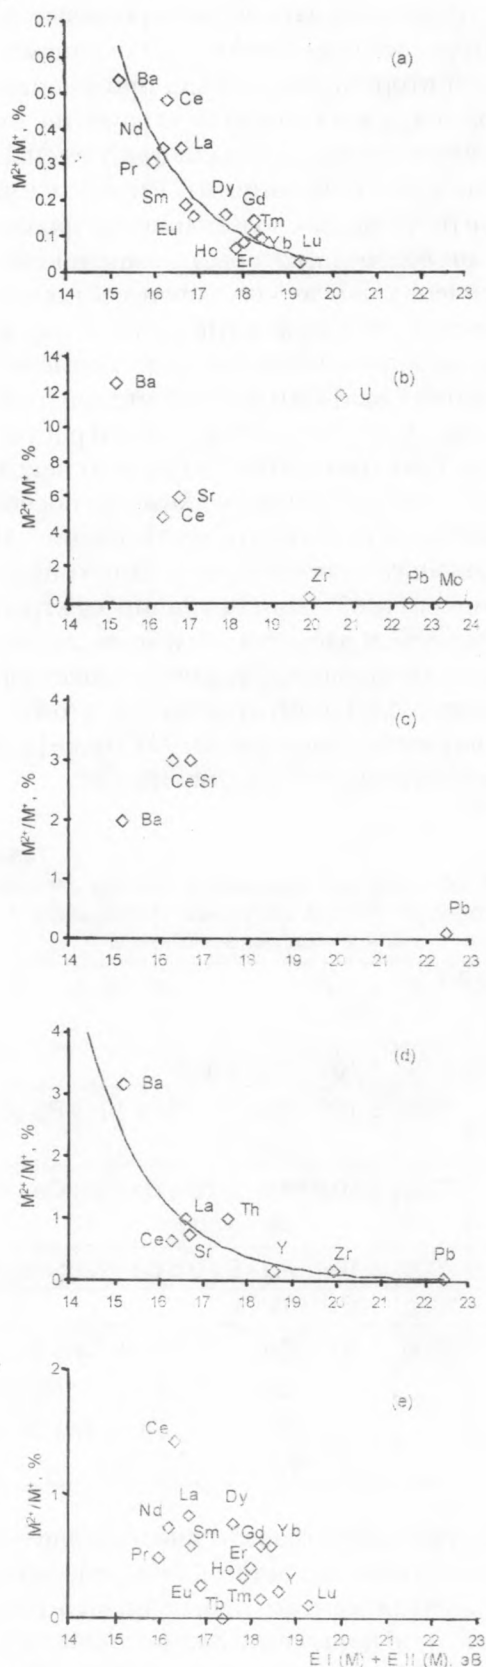 (a)
M²⁺/M⁺, %
0.7
0.6
0.5
0.4
0.3
0.2
0.1
0
Ba
Ce
Nd
La
Pr
Sm
Dy
Gd
Eu
Tm
Ho
Er
Yb
Lu
14 15 16 17 18 19 20 21 22 23
(b)
M²⁺/M⁺, %
14
12
10
8
6
4
2
0
Ba
U
Sr
Ce
Zr
Pb
Mo
14 15 16 17 18 19 20 21 22 23
(c)
M²⁺/M⁺, %
4
3
2
1
0
Ce Sr
Ba
Pb
14 15 16 17 18 19 20 21 22 23
(d)
M²⁺/M⁺, %
4
3
2
1
0
Ba
La
Th
Ce
Sr
Y
Zr
Pb
14 15 16 17 18 19 20 21 22 23
(e)
M²⁺/M⁺, %
2
1
0
Ce
La
Dy
Nd
Sm
Gd
Yb
Pr
Er
Ho
Eu
Tb
Tm
Y
Lu
14 15 16 17 18 19 20 21 22 23
E I (M) + E II (M), эВ